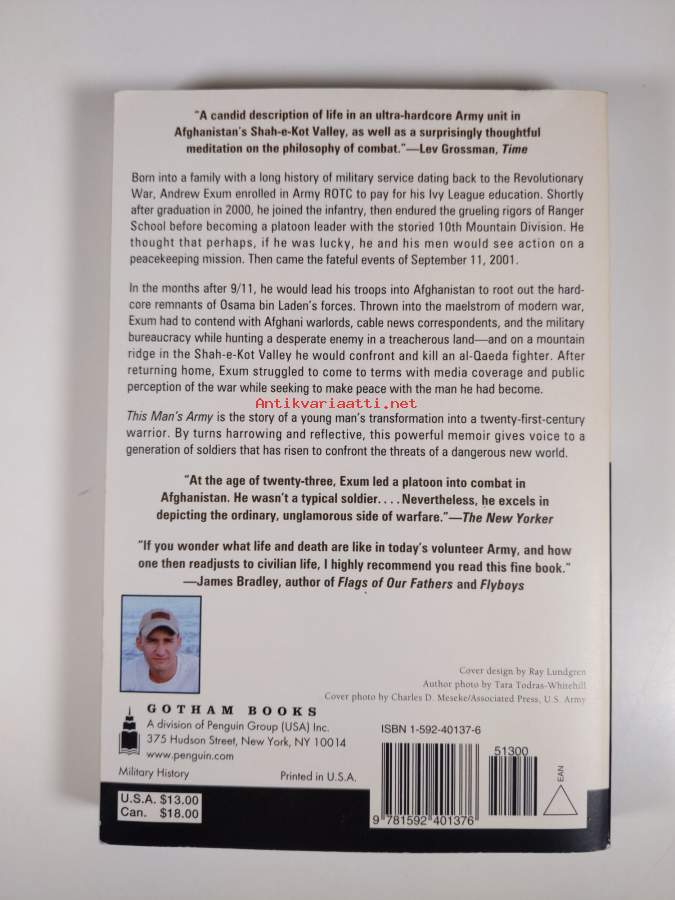 "A candid description of life in an ultra-hardcore Army unit in
Afghanistan's Shah-e-Kot Valley, as well as a surprisingly thoughtful
meditation on the philosophy of combat."—Lev Grossman, Time
Born into a family with a long history of military service dating back to the Revolutionary
War, Andrew Exum enrolled in Army ROTC to pay for his Ivy League education. Shortly
after graduation in 2000, he joined the infantry, then endured the grueling rigors of Ranger
School before becoming a platoon leader with the storied 10th Mountain Division. He
thought that perhaps, if he was lucky, he and his men would see action on a
peacekeeping mission. Then came the fateful events of September 11, 2001.
In the months after 9/11, he would lead his troops into Afghanistan to root out the hard-
core remnants of Osama bin Laden's forces. Thrown into the maelstrom of modern war,
Exum had to contend with Afghani warlords, cable news correspondents, and the military
bureaucracy while hunting a desperate enemy in a treacherous land—and on a mountain
ridge in the Shah-e-Kot Valley he would confront and kill an al-Qaeda fighter. After
returning home, Exum struggled to come to terms with media coverage and public
perception of the war while seeking to make peace with the man he had become.
Antikvariaatti.net
This Man's Army is the story of a young man's transformation into a twenty-first-century
warrior. By turns harrowing and reflective, this powerful memoir gives voice to a
generation of soldiers that has risen to confront the threats of a dangerous new world.
"At the age of twenty-three, Exum led a platoon into combat in
Afghanistan. He wasn't a typical soldier. . . . Nevertheless, he excels in
depicting the ordinary, unglamorous side of warfare."—The New Yorker
"If you wonder what life and death are like in today's volunteer Army, and how
one then readjusts to civilian life, I highly recommend you read this fine book."
—James Bradley, author of Flags of Our Fathers and Flyboys
Cover design by Ray Lundgren
Author photo by Tara Todras-Whitehill
Cover photo by Charles D. Meseke/Associated Press, U.S. Army
GOTHAM BOOKS
A division of Penguin Group (USA) Inc.
375 Hudson Street, New York, NY 10014
www.penguin.com
Military History
Printed in U.S.A.
U.S.A. $13.00
Can. $18.00
ISBN 1-592-40137-6
51300
EAN
9 781592 401376